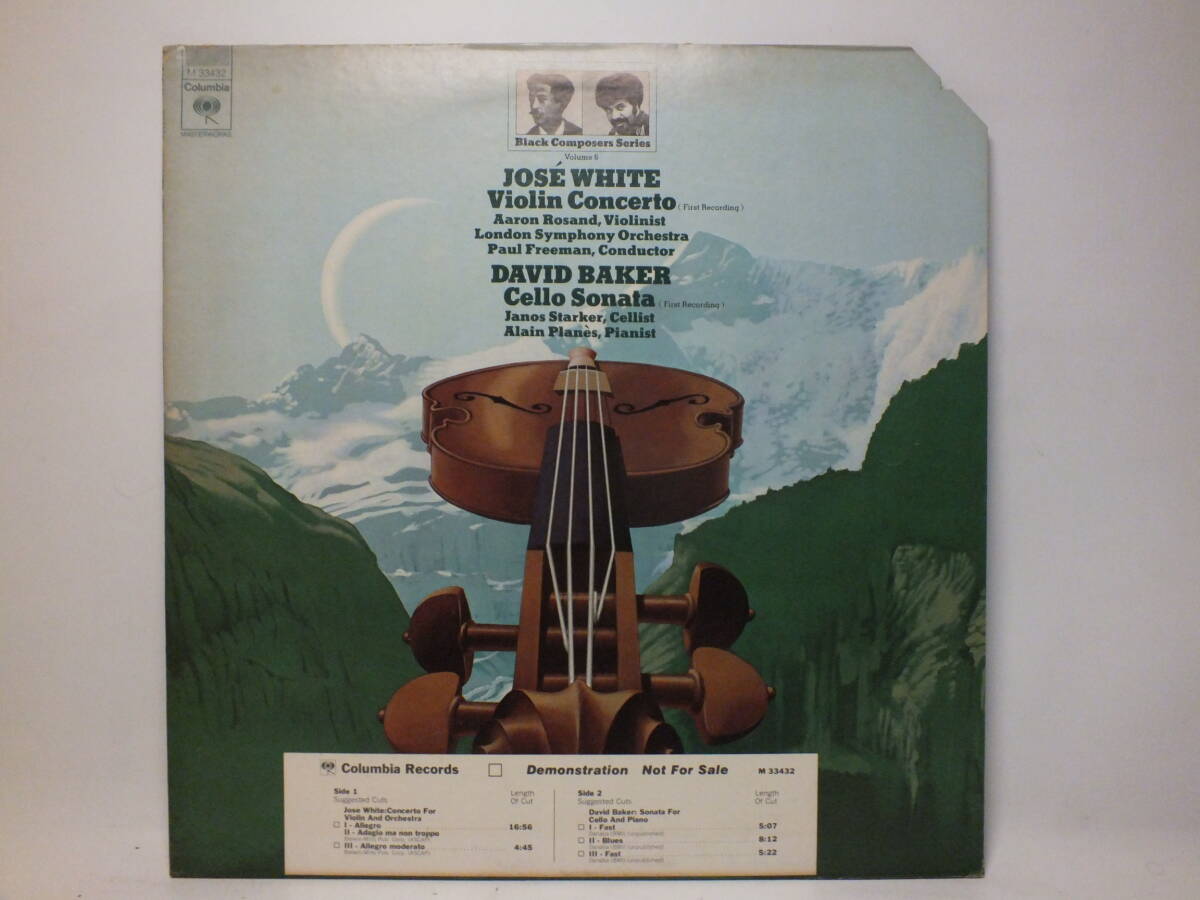 M 33432
Columbia
MASTERWORKS
Black Composers Series
Volume 6
JOSÉ WHITE
Violin Concerto (First Recording)
Aaron Rosand, Violinist
London Symphony Orchestra
Paul Freeman, Conductor
DAVID BAKER
Cello Sonata (First Recording)
Janos Starker, Cellist
Alain Planès, Pianist
Columbia Records Demonstration Not For Sale M 33432
Side 1 Length
Suggested Cuts Of Cut
Jose White:Concerto For
Violin And Orchestra
I - Allegro 16:56
II - Adagio ma non troppo
III - Allegro moderato 4:45
Side 2 Length
Suggested Cuts Of Cut
David Baker: Sonata For
Cello And Piano
I - Fast 5:07
II - Blues 8:12
III - Fast 5:22